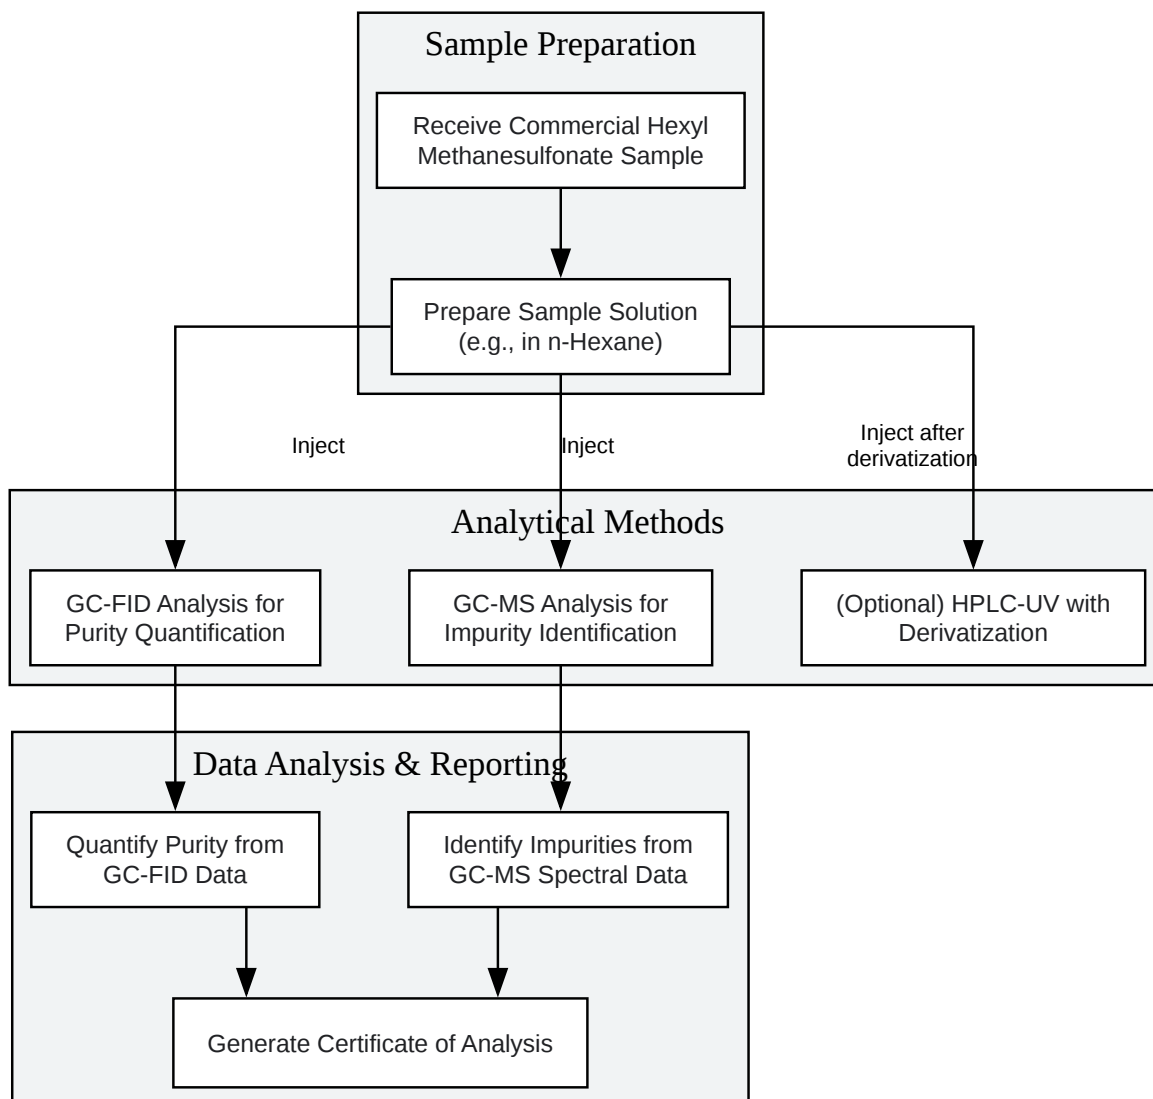 Sample Preparation
Receive Commercial Hexyl
Methanesulfonate Sample
Prepare Sample Solution
(e.g., in n-Hexane)
Inject
Inject
Inject after
derivatization
Analytical Methods
GC-FID Analysis for
Purity Quantification
GC-MS Analysis for
Impurity Identification
(Optional) HPLC-UV with
Derivatization
Data Analysis & Reporting
Quantify Purity from
GC-FID Data
Identify Impurities from
GC-MS Spectral Data
Generate Certificate of Analysis